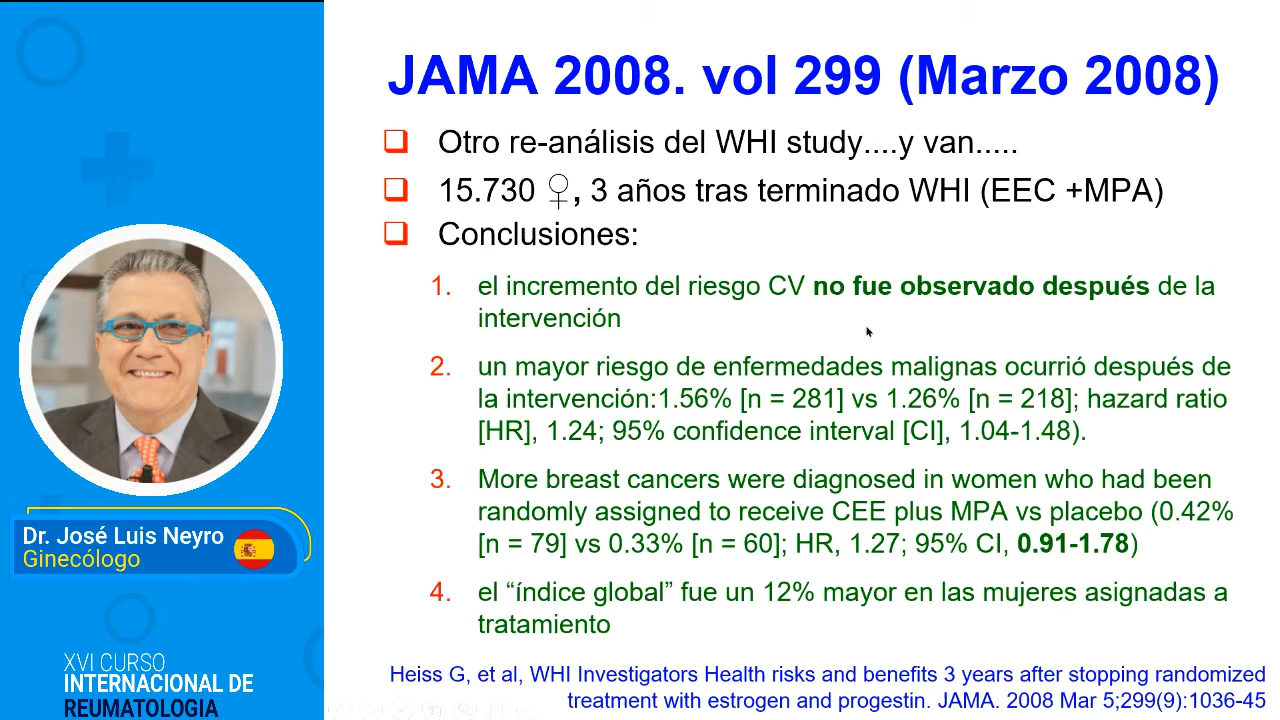 JAMA 2008. vol 299 (Marzo 2008)
❑ Otro re-análisis del WHI study....y van.....
❑ 15.730 ♀, 3 años tras terminado WHI (EEC +MPA)
❑ Conclusiones:
1. el incremento del riesgo CV no fue observado después de la
intervención
2. un mayor riesgo de enfermedades malignas ocurrió después de
la intervención:1.56% [n = 281] vs 1.26% [n = 218]; hazard ratio
[HR], 1.24; 95% confidence interval [CI], 1.04-1.48).
3. More breast cancers were diagnosed in women who had been
randomly assigned to receive CEE plus MPA vs placebo (0.42%
[n = 79] vs 0.33% [n = 60]; HR, 1.27; 95% CI, 0.91-1.78)
4. el “índice global” fue un 12% mayor en las mujeres asignadas a
tratamiento
Heiss G, et al, WHI Investigators Health risks and benefits 3 years after stopping randomized
treatment with estrogen and progestin. JAMA. 2008 Mar 5;299(9):1036-45
Dr. José Luis Neyro
Ginecólogo
XVI CURSO
INTERNACIONAL DE
REUMATOLOGIA